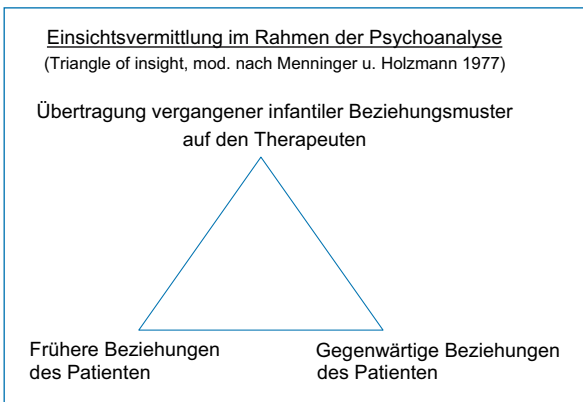 Einsichtsvermittlung im Rahmen der Psychoanalyse
(Triangle of insight, mod. nach Menninger u. Holzmann 1977)
Übertragung vergangener infantiler Beziehungsmuster
auf den Therapeuten
Frühere Beziehungen
des Patienten
Gegenwärtige Beziehungen
des Patienten